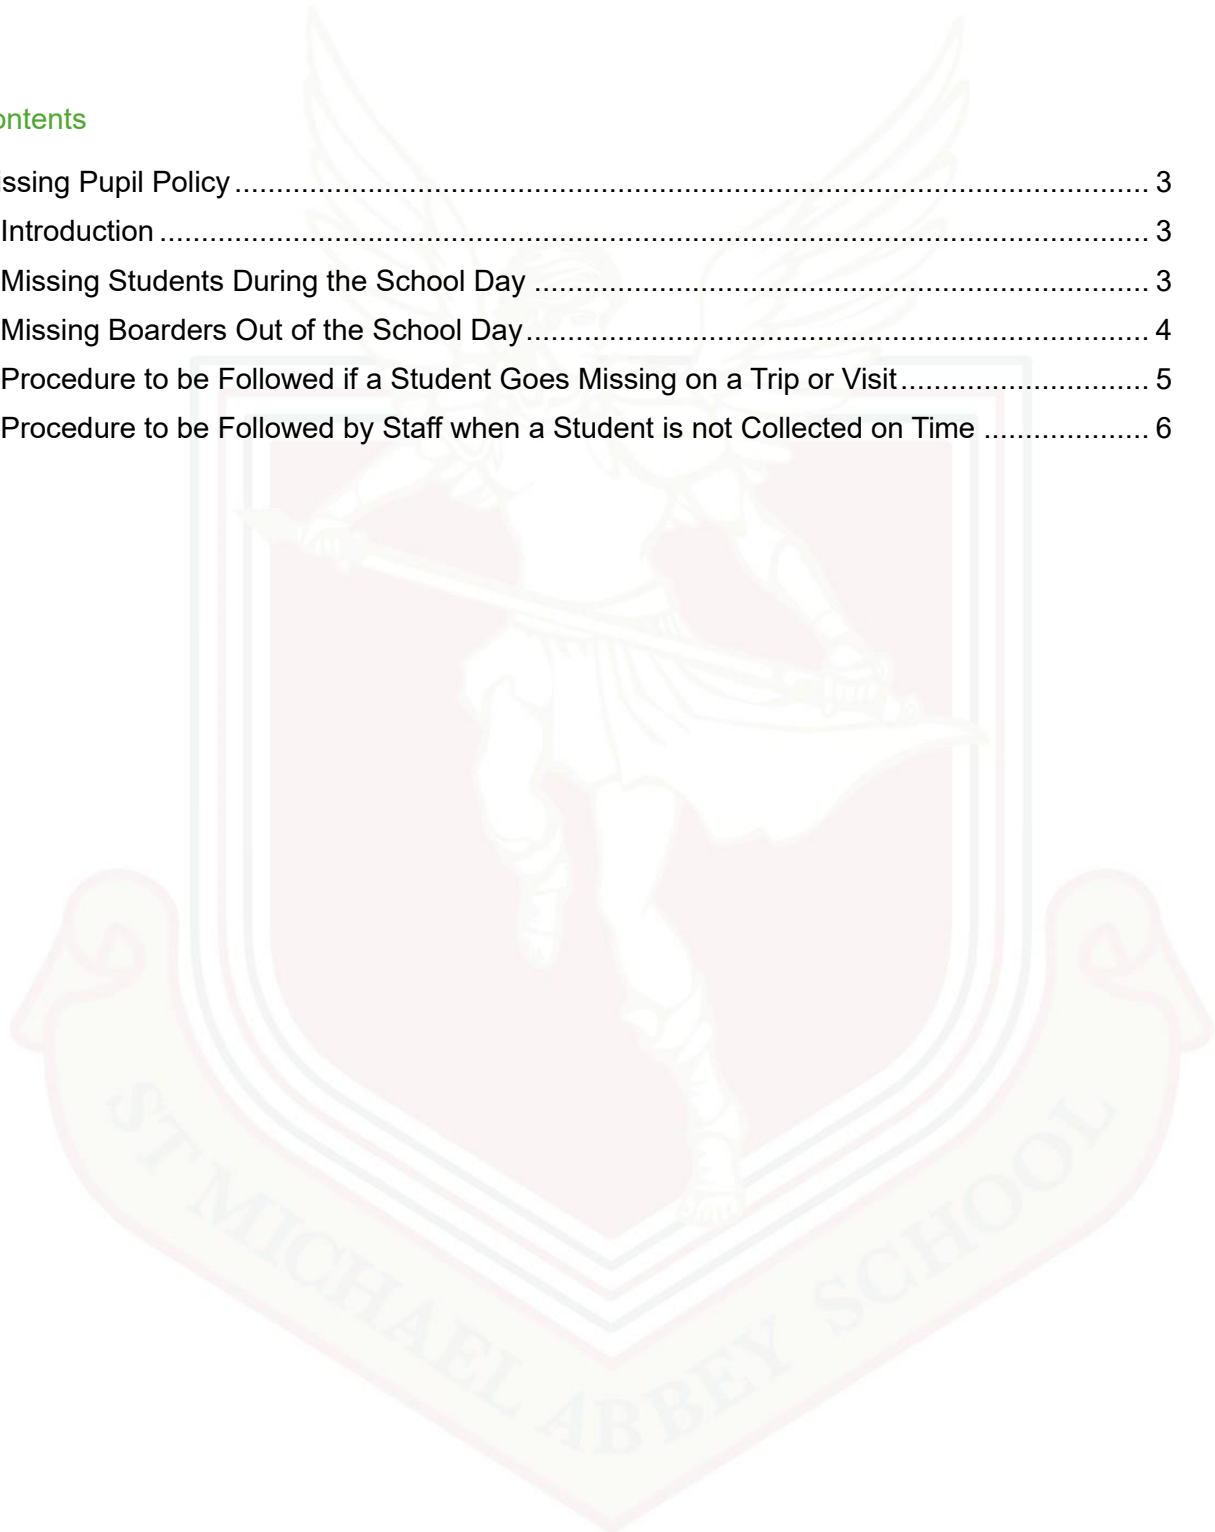 ontents
issing Pupil Policy ........................................................................................................ 3
Introduction ........................................................................................................ 3
Missing Students During the School Day ........................................................................ 3
Missing Boarders Out of the School Day ........................................................................ 4
Procedure to be Followed if a Student Goes Missing on a Trip or Visit .............................. 5
Procedure to be Followed by Staff when a Student is not Collected on Time .................... 6
ST MICHAEL ABBEY SCHOOL